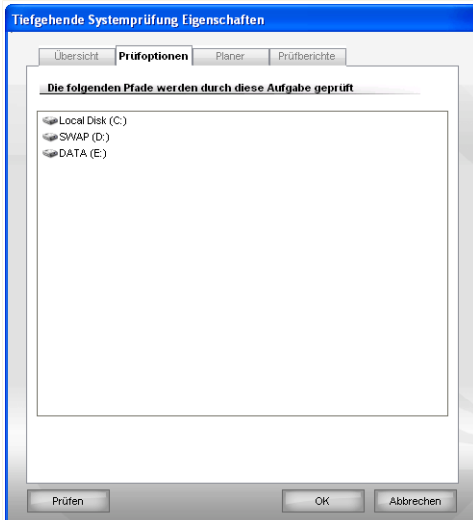 Tiefgehende Systemprüfung Eigenschaften
Übersicht Prüfoptionen Planer Prüfberichte
Die folgenden Pfade werden durch diese Aufgabe geprüft
Local Disk (C:)
SWAP (D:)
DATA (E:)
Prüfen OK Abbrechen